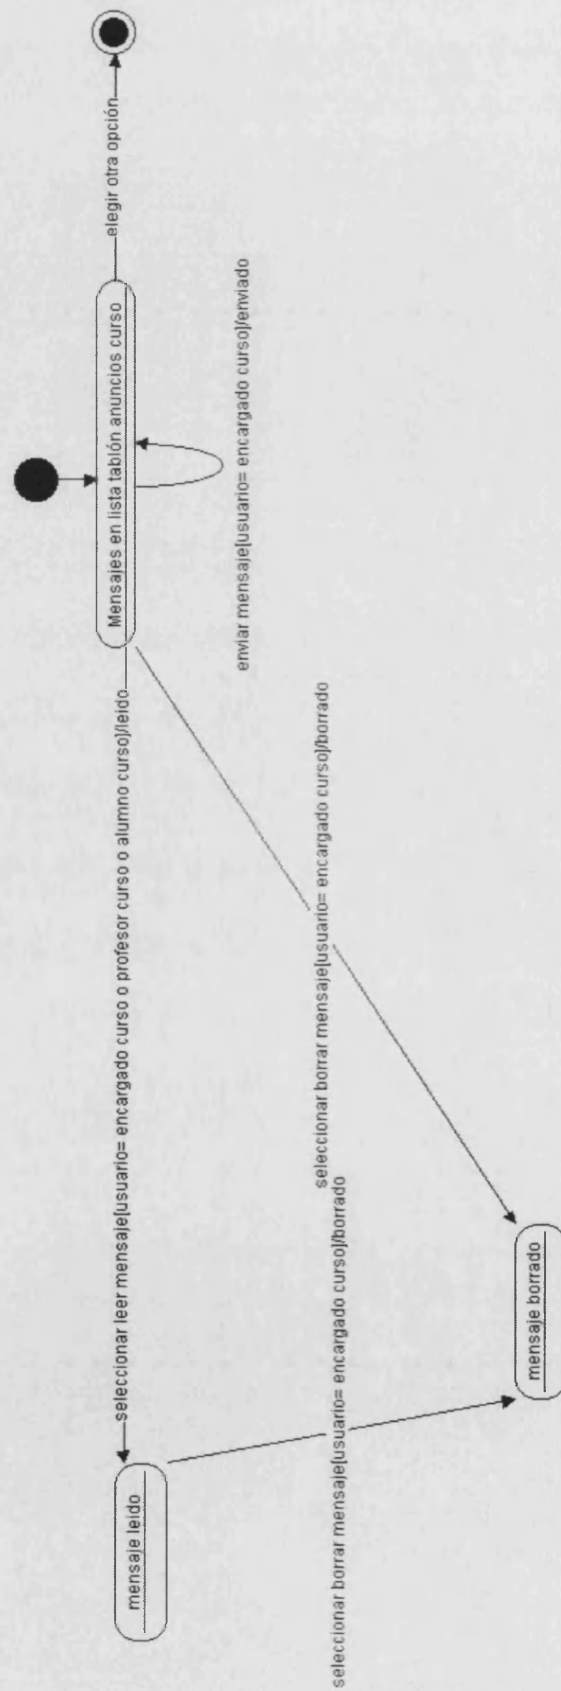 mensaje leido
seleccionar leer mensaje[usuario= encargado curso o profesor curso o alumno curso]/leido
Mensajes en lista tablón anuncios curso
elegir otra opción
enviar mensaje[usuario= encargado curso]/enviado
seleccionar borrar mensaje[usuario= encargado curso]/borrado
seleccionar borrar mensaje[usuario= encargado curso]/borrado
mensaje borrado